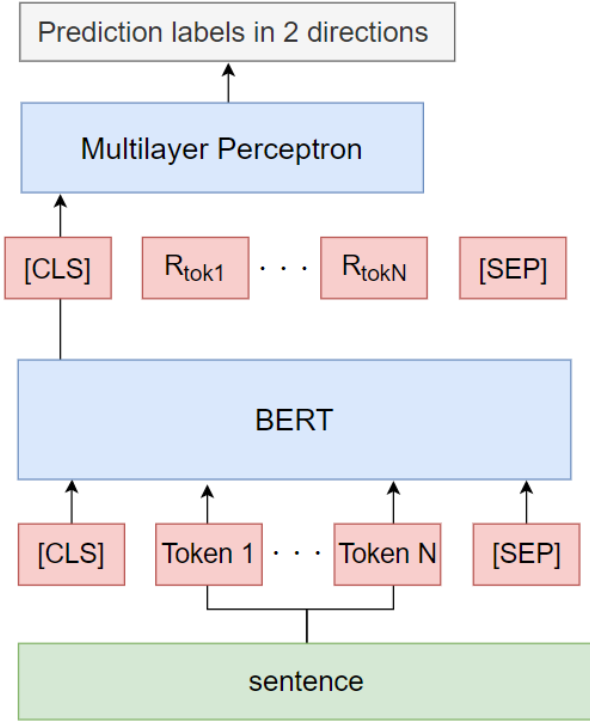 Prediction labels in 2 directions
Multilayer Perceptron
[CLS] Rtok1 · · · RtokN [SEP]
BERT
[CLS] Token 1 · · · Token N [SEP]
sentence